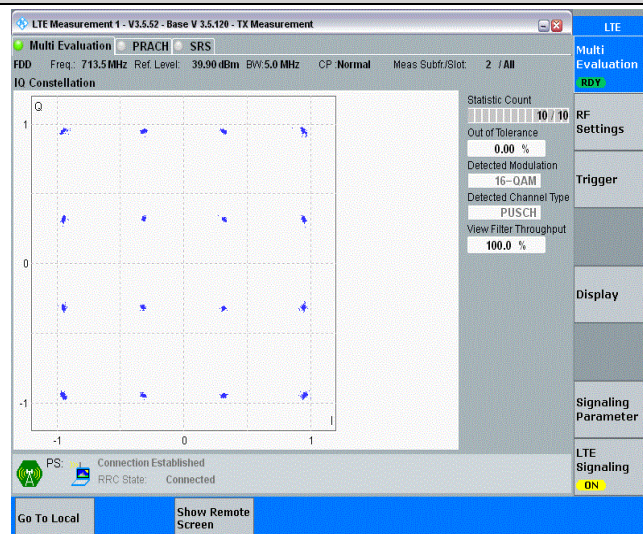 LTE Measurement 1 - V3.5.52 - Base V 3.5.120 - TX Measurement
LTE
Multi Evaluation PRACH SRS
FDD Freq.: 713.5 MHz Ref. Level: 39.90 dBm BW:5.0 MHz CP :Normal Meas Subfr./Slot: 2 / All
IQ Constellation
Q
1
0
-1
-1 0 1
I
Statistic Count
10 / 10
Out of Tolerance
0.00 %
Detected Modulation
16-QAM
Detected Channel Type
PUSCH
View Filter Throughput
100.0 %
Multi
Evaluation
RDY
RF
Settings
Trigger
Display
Signaling
Parameter
LTE
Signaling
ON
PS: Connection Established
RRC State: Connected
Go To Local
Show Remote
Screen